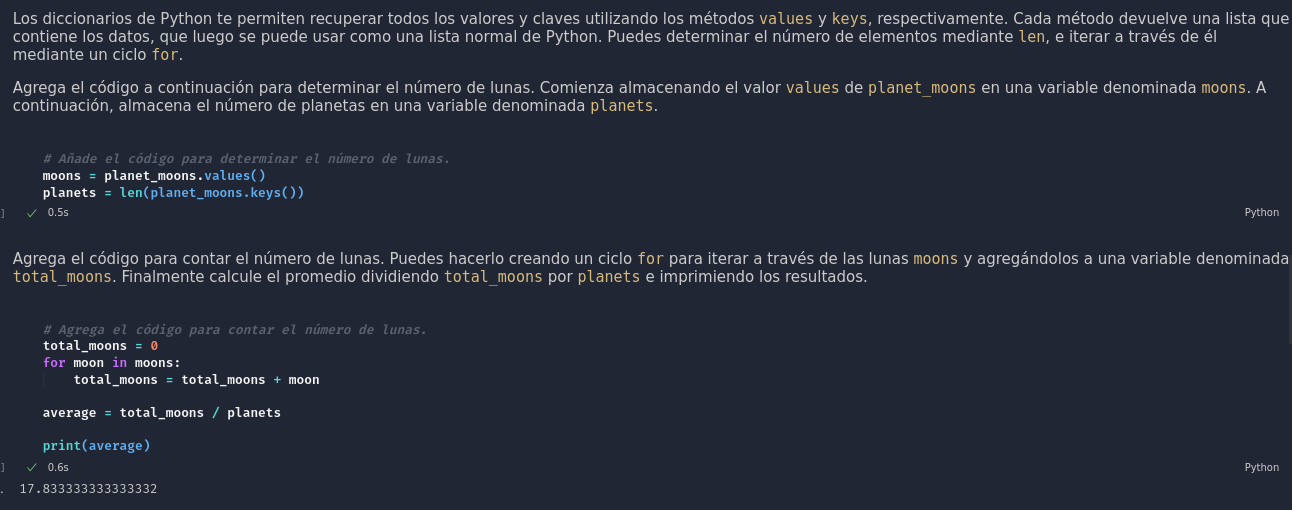 Los diccionarios de Python te permiten recuperar todos los valores y claves utilizando los métodos values y keys, respectivamente. Cada método devuelve una lista que
contiene los datos, que luego se puede usar como una lista normal de Python. Puedes determinar el número de elementos mediante len, e iterar a través de él
mediante un ciclo for.
Agrega el código a continuación para determinar el número de lunas. Comienza almacenando el valor values de planet_moons en una variable denominada moons. A
continuación, almacena el número de planetas en una variable denominada planets.
# Añade el código para determinar el número de lunas.
moons = planet_moons.values()
planets = len(planet_moons.keys())
] ✓ 0.5s Python
Agrega el código para contar el número de lunas. Puedes hacerlo creando un ciclo for para iterar a través de las lunas moons y agregándolos a una variable denominada
total_moons. Finalmente calcule el promedio dividiendo total_moons por planets e imprimiendo los resultados.
# Agrega el código para contar el número de lunas.
total_moons = 0
for moon in moons:
    total_moons = total_moons + moon
average = total_moons / planets
print(average)
] ✓ 0.6s Python
. 17.833333333333332